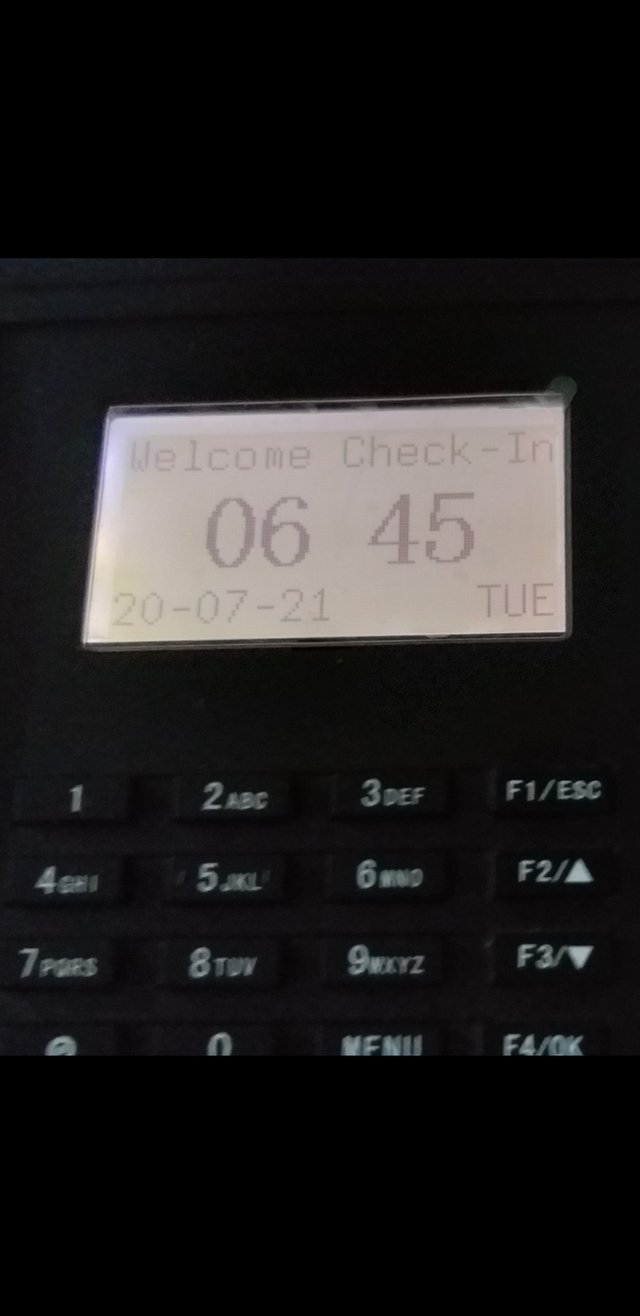 Welcome Check-In
06 45
20-07-21 TUE
1 2ABC 3DEF F1/ESC
4GHI 5JKL 6MNO F2/▲
7PQRS 8TUV 9WXYZ F3/▼
0 MENU F4/OK